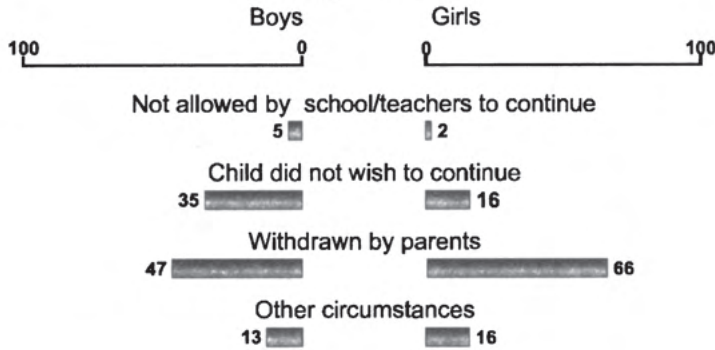 Boys Girls
100 0 0 100
Not allowed by school/teachers to continue
5 2
Child did not wish to continue
35 16
Withdrawn by parents
47 66
Other circumstances
13 16